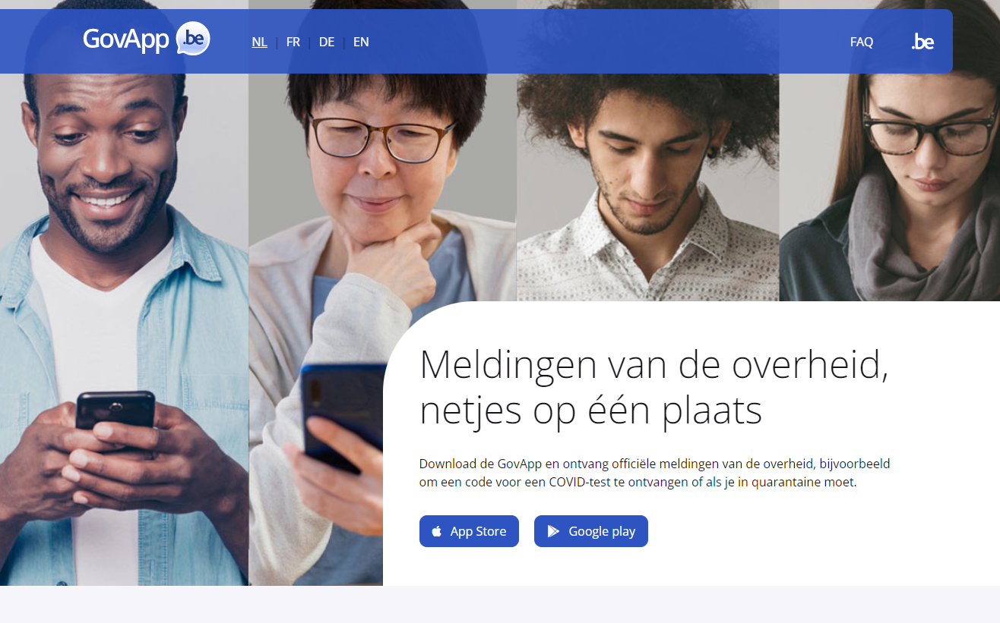 GovApp .be
NL | FR | DE | EN
FAQ
.be
Meldingen van de overheid,
netjes op één plaats
Download de GovApp en ontvang officiële meldingen van de overheid, bijvoorbeeld
om een code voor een COVID-test te ontvangen of als je in quarantaine moet.
App Store
Google play